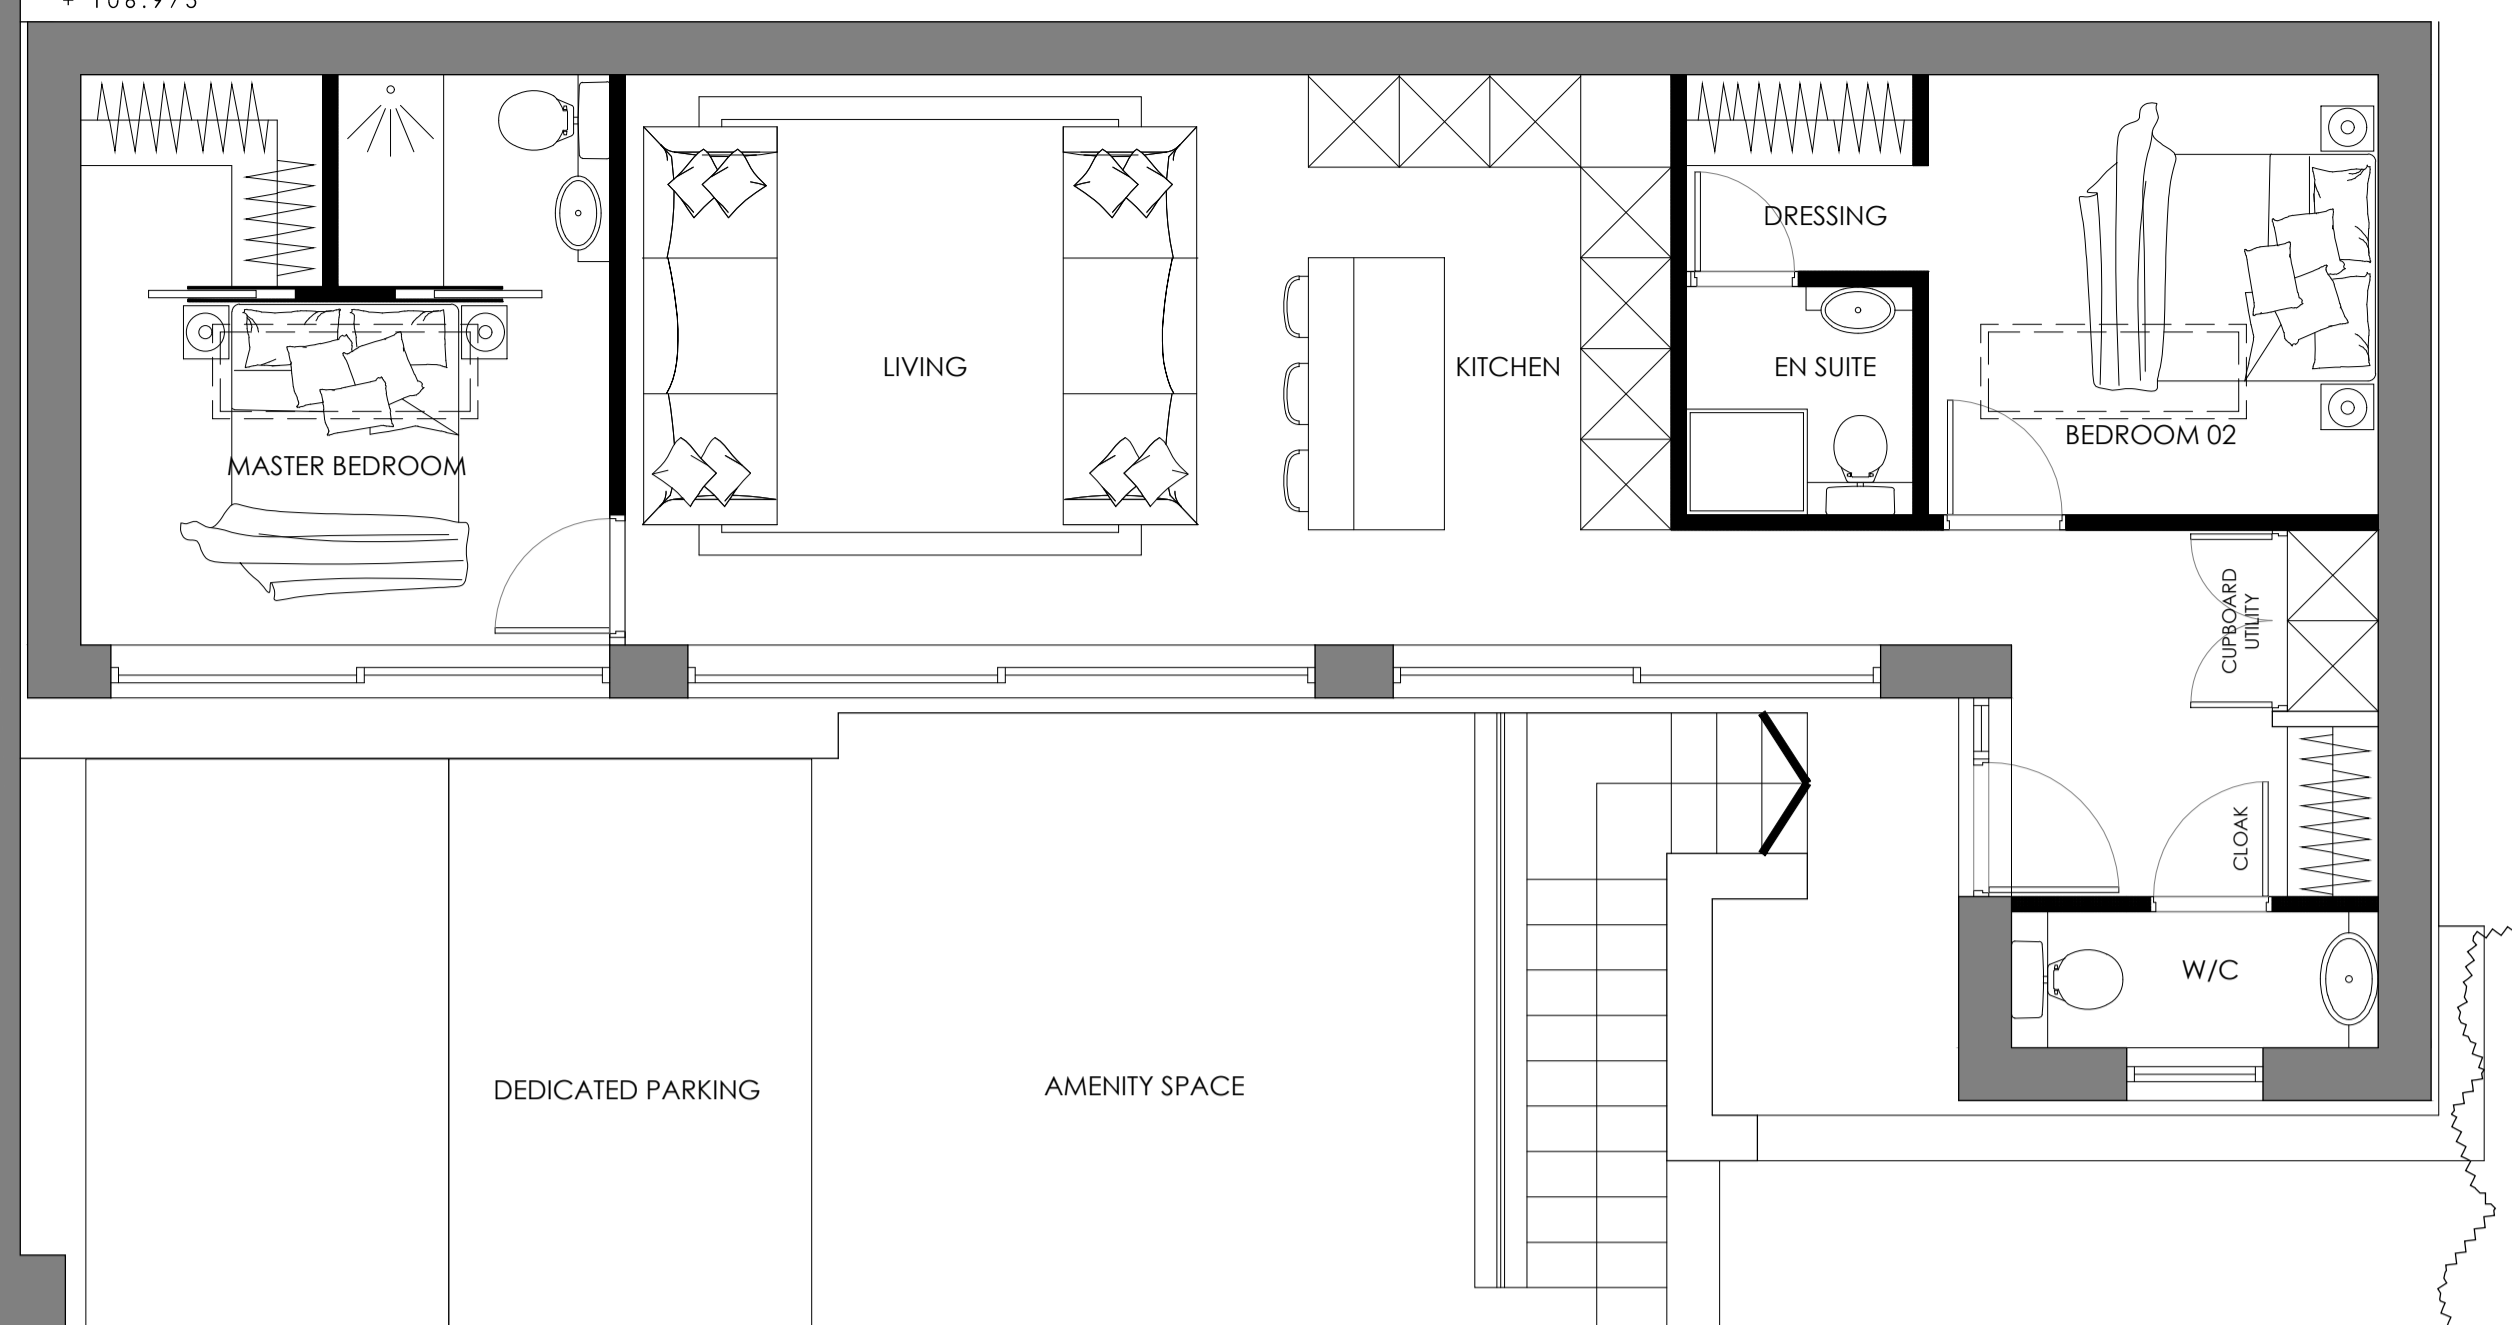 DRESSING
LIVING
KITCHEN
EN SUITE
BEDROOM 02
MASTER BEDROOM
CUPBOARD
UTILITY
CLOAK
W/C
DEDICATED PARKING
AMENITY SPACE